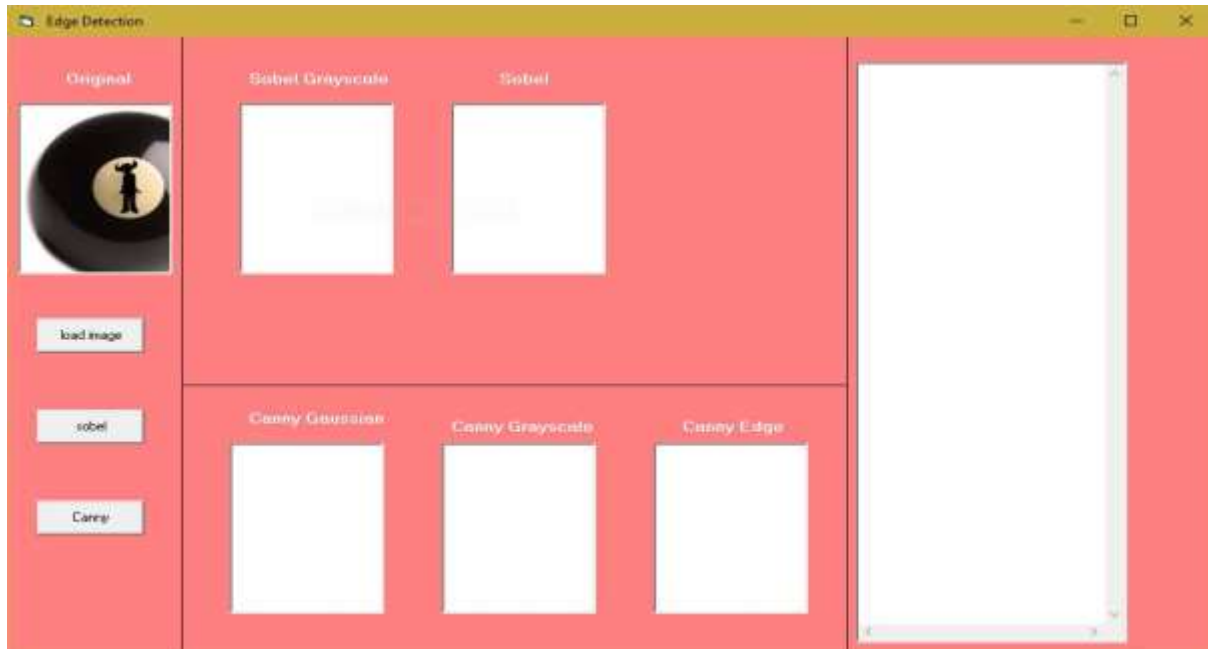 Edge Detection
Original
Sobel Grayscale
Sobel
load image
sobel
Canny
Canny Gaussian
Canny Grayscale
Canny Edge